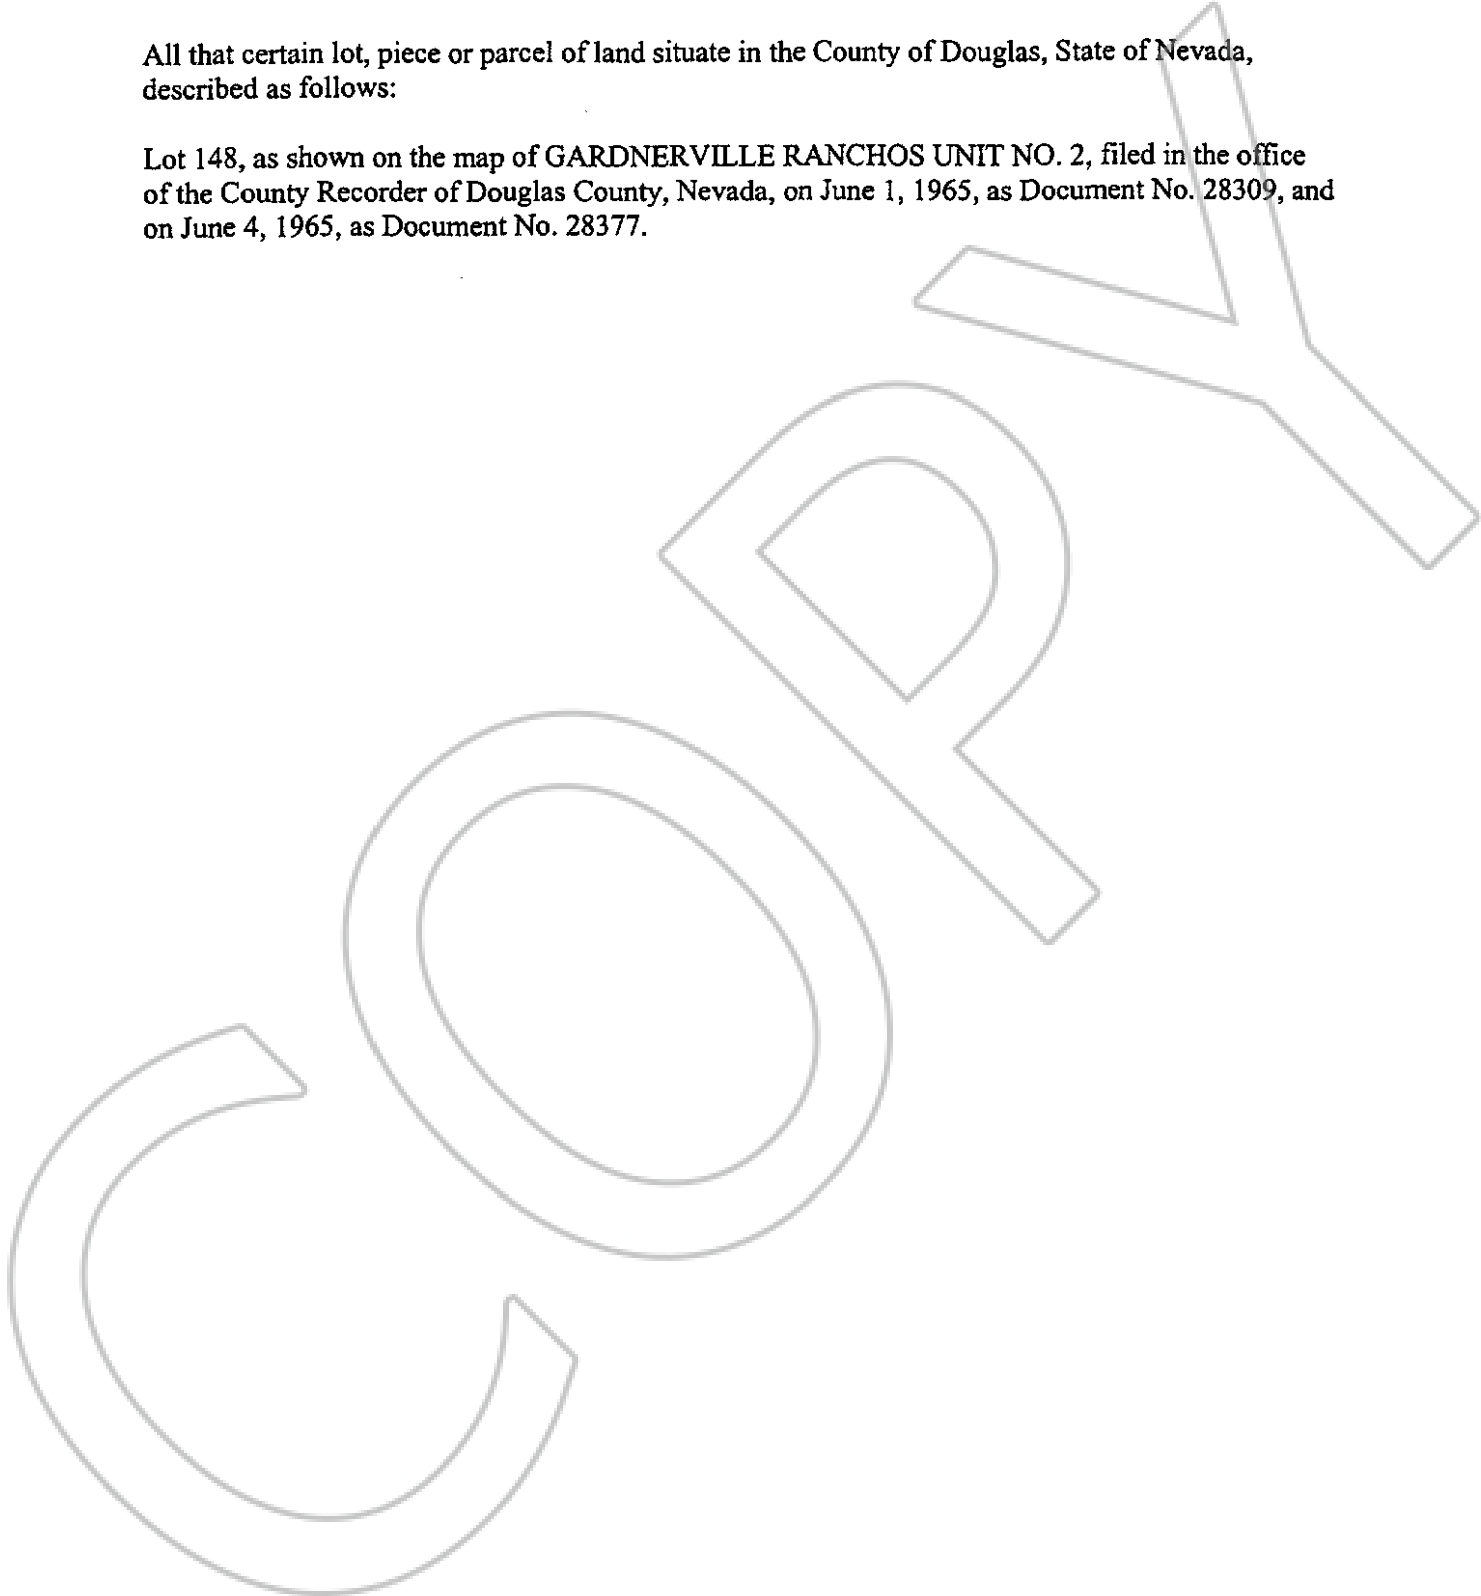 All that certain lot, piece or parcel of land situate in the County of Douglas, State of Nevada,
described as follows:
Lot 148, as shown on the map of GARDNERVILLE RANCHOS UNIT NO. 2, filed in the office
of the County Recorder of Douglas County, Nevada, on June 1, 1965, as Document No. 28309, and
on June 4, 1965, as Document No. 28377.
COPY